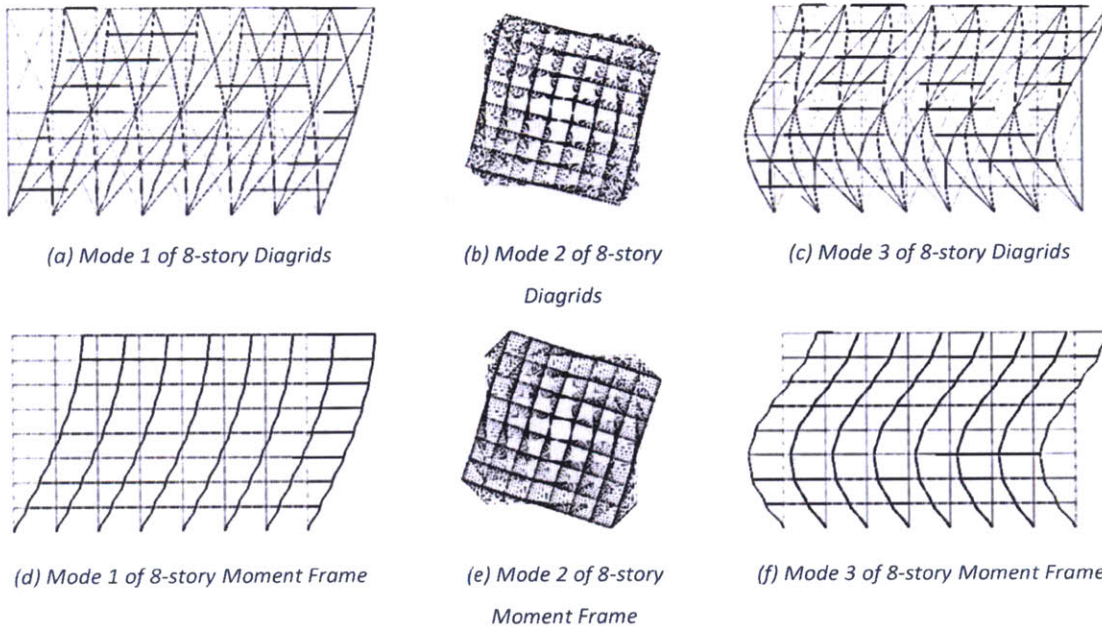 (a) Mode 1 of 8-story Diagrids
(b) Mode 2 of 8-story
Diagrids
(c) Mode 3 of 8-story Diagrids
(d) Mode 1 of 8-story Moment Frame
(e) Mode 2 of 8-story
Moment Frame
(f) Mode 3 of 8-story Moment Frame